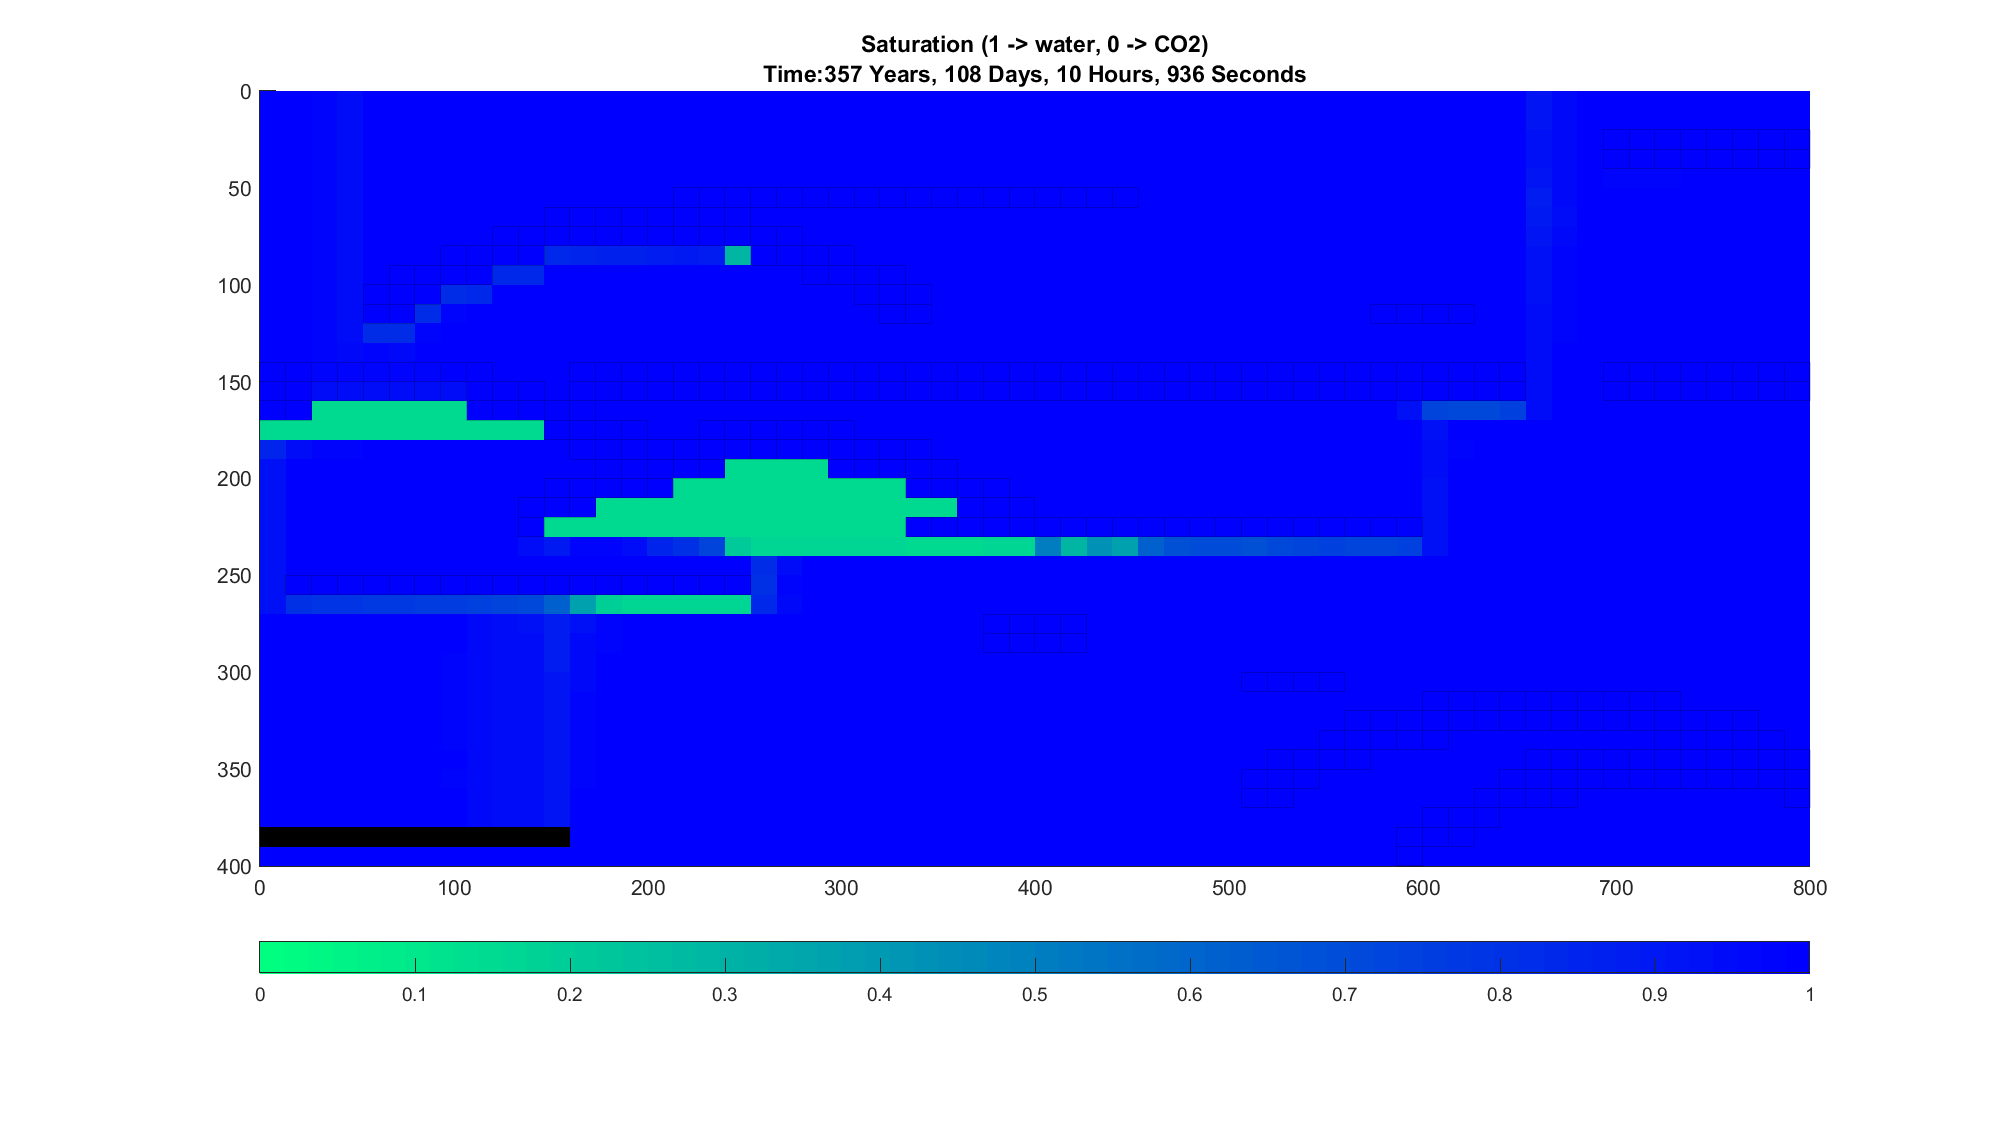 Saturation (1 -> water, 0 -> CO2)
Time:357 Years, 108 Days, 10 Hours, 936 Seconds
0
50
100
150
200
250
300
350
400
0 100 200 300 400 500 600 700 800
0 0.1 0.2 0.3 0.4 0.5 0.6 0.7 0.8 0.9 1